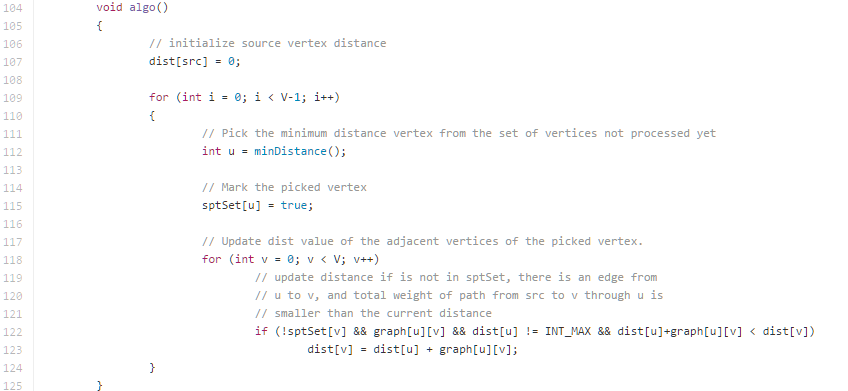 104 void algo()
105 {
106 // initialize source vertex distance
107 dist[src] = 0;
108
109 for (int i = 0; i < V-1; i++)
110 {
111 // Pick the minimum distance vertex from the set of vertices not processed yet
112 int u = minDistance();
113
114 // Mark the picked vertex
115 sptSet[u] = true;
116
117 // Update dist value of the adjacent vertices of the picked vertex.
118 for (int v = 0; v < V; v++)
119 // update distance if is not in sptSet, there is an edge from
120 // u to v, and total weight of path from src to v through u is
121 // smaller than the current distance
122 if (!sptSet[v] && graph[u][v] && dist[u] != INT_MAX && dist[u]+graph[u][v] < dist[v])
123 dist[v] = dist[u] + graph[u][v];
124 }
125 }